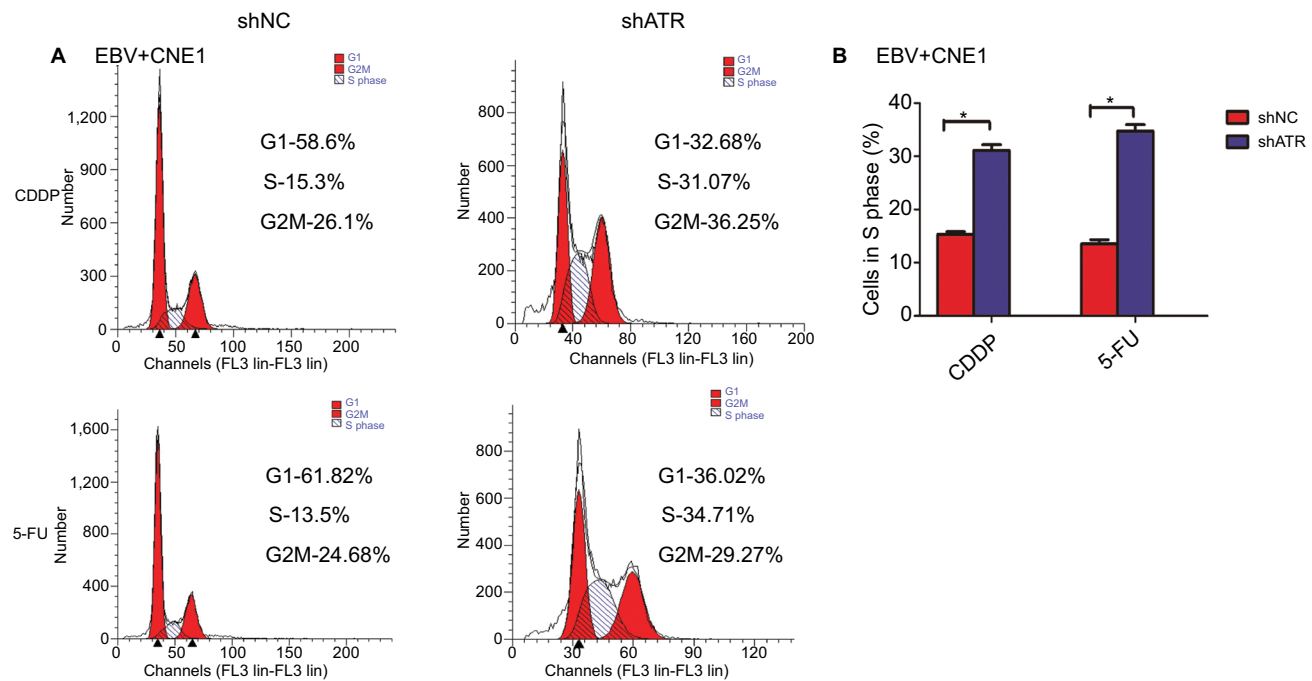 shNC
shATR
A
EBV+CNE1
G1
G2M
S phase
1,200
900
600
300
0
Number
CDDP
G1-58.6%
S-15.3%
G2M-26.1%
0 50 100 150 200
Channels (FL3 lin-FL3 lin)
G1
G2M
S phase
800
600
400
200
0
Number
G1-32.68%
S-31.07%
G2M-36.25%
0 40 80 120 160 200
Channels (FL3 lin-FL3 lin)
G1
G2M
S phase
1,600
1,200
800
400
0
Number
5-FU
G1-61.82%
S-13.5%
G2M-24.68%
0 50 100 150 200
Channels (FL3 lin-FL3 lin)
G1
G2M
S phase
800
600
400
200
0
Number
G1-36.02%
S-34.71%
G2M-29.27%
0 30 60 90 120
Channels (FL3 lin-FL3 lin)
B
EBV+CNE1
40
30
20
10
0
Cells in S phase (%)
* *
CDDP
5-FU
shNC
shATR